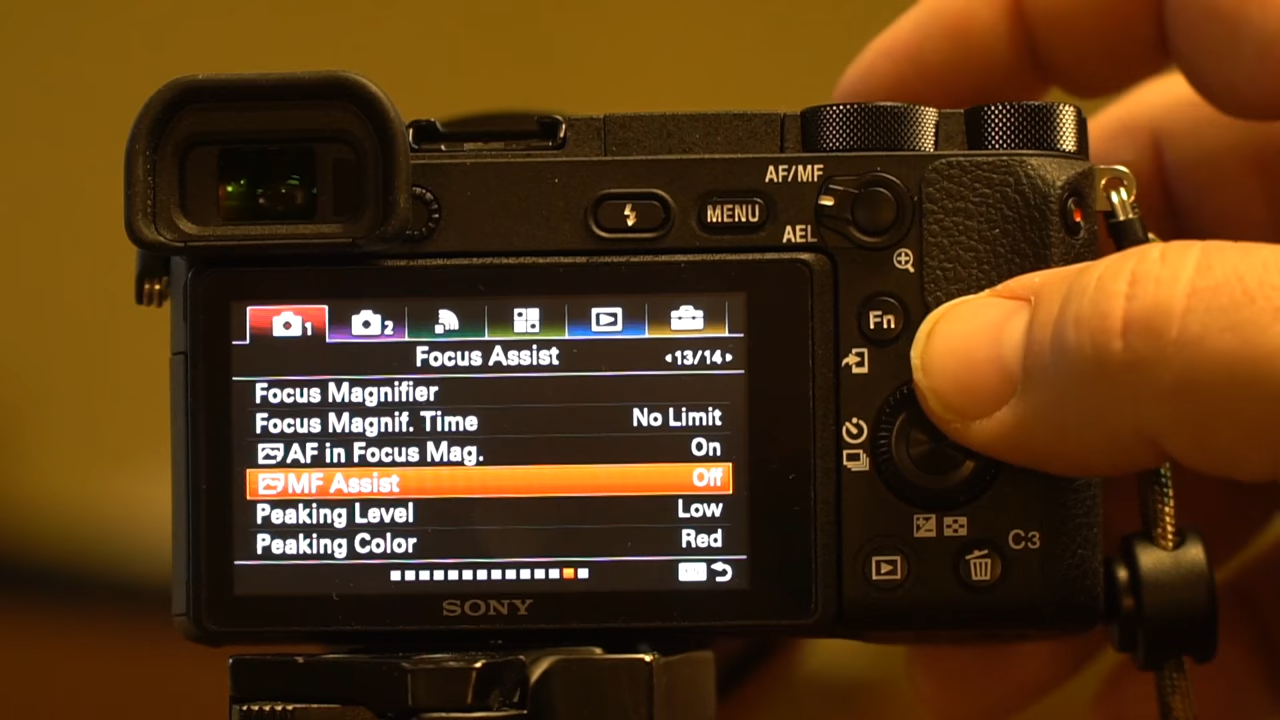 AF/MF
MENU
AEL
Fn
1
2
Focus Assist 13/14
Focus Magnifier
Focus Magnif. Time No Limit
AF in Focus Mag. On
MF Assist Off
Peaking Level Low
Peaking Color Red
C3
SONY